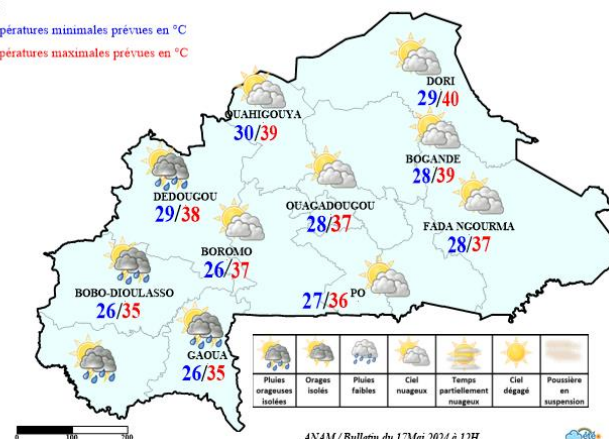 pératures minimales prévues en °C
pératures maximales prévues en °C
DORI
29/40
OUAHIGOUYA
30/39
BOGANDE
28/39
DEDOUGOU
29/38
OUAGADOUGOU
28/37
FADA NGOURMA
28/37
BOROMO
26/37
BOBO-DIOULASSO
26/35
27/36 PO
GAOUA
26/35
Pluies orageuses isolées
Orages isolés
Pluies faibles
Ciel nuageux
Temps partiellement nuageux
Ciel dégagé
Poussière en suspension
0 100 200
ANAM / Bulletin du 17Mai 2024 à 12H